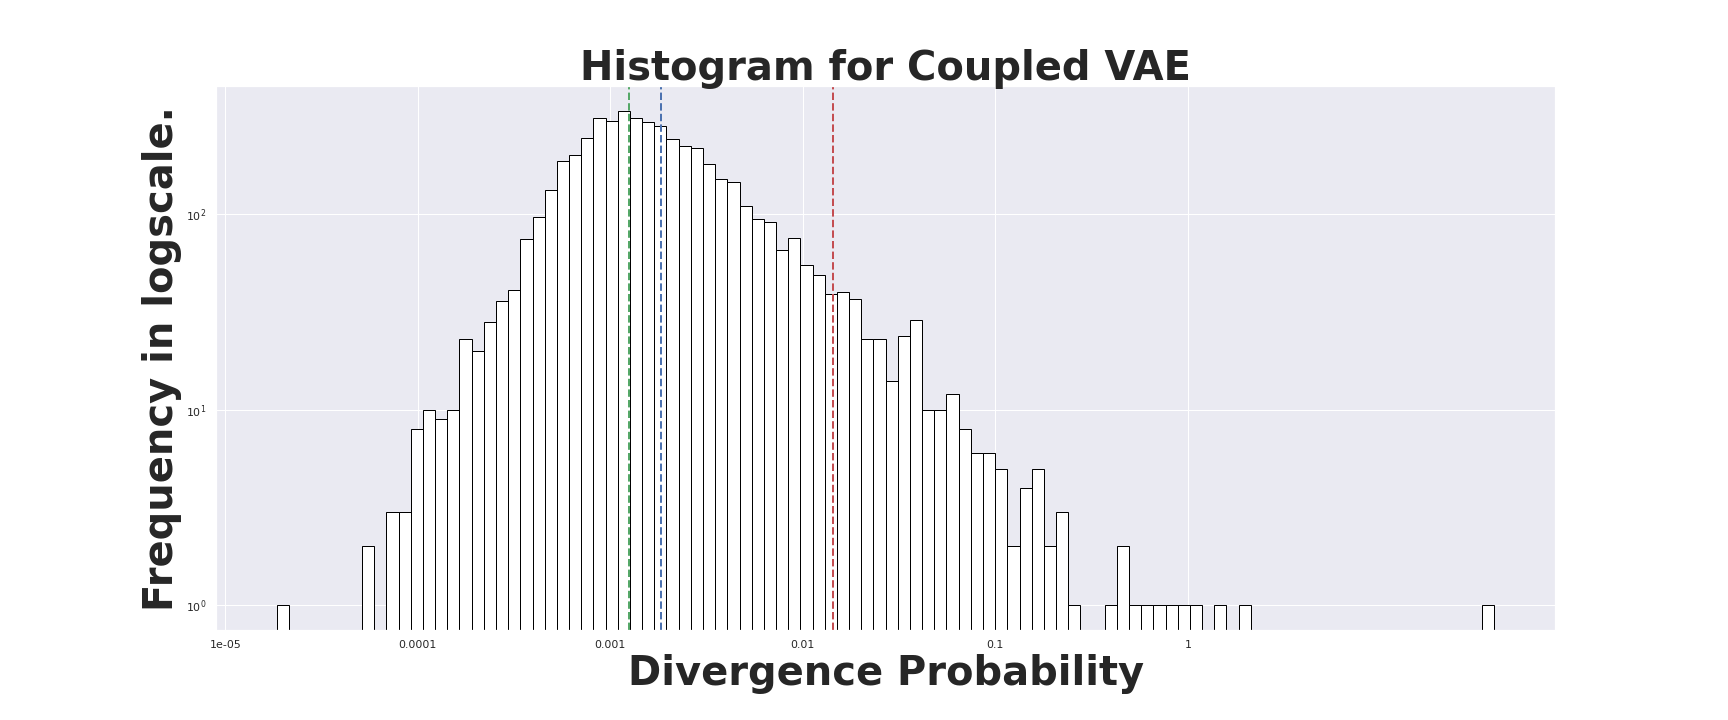 Histogram for Coupled VAE
Frequency in logscale.
10²
10¹
10⁰
1e-05 0.0001 0.001 0.01 0.1 1
Divergence Probability